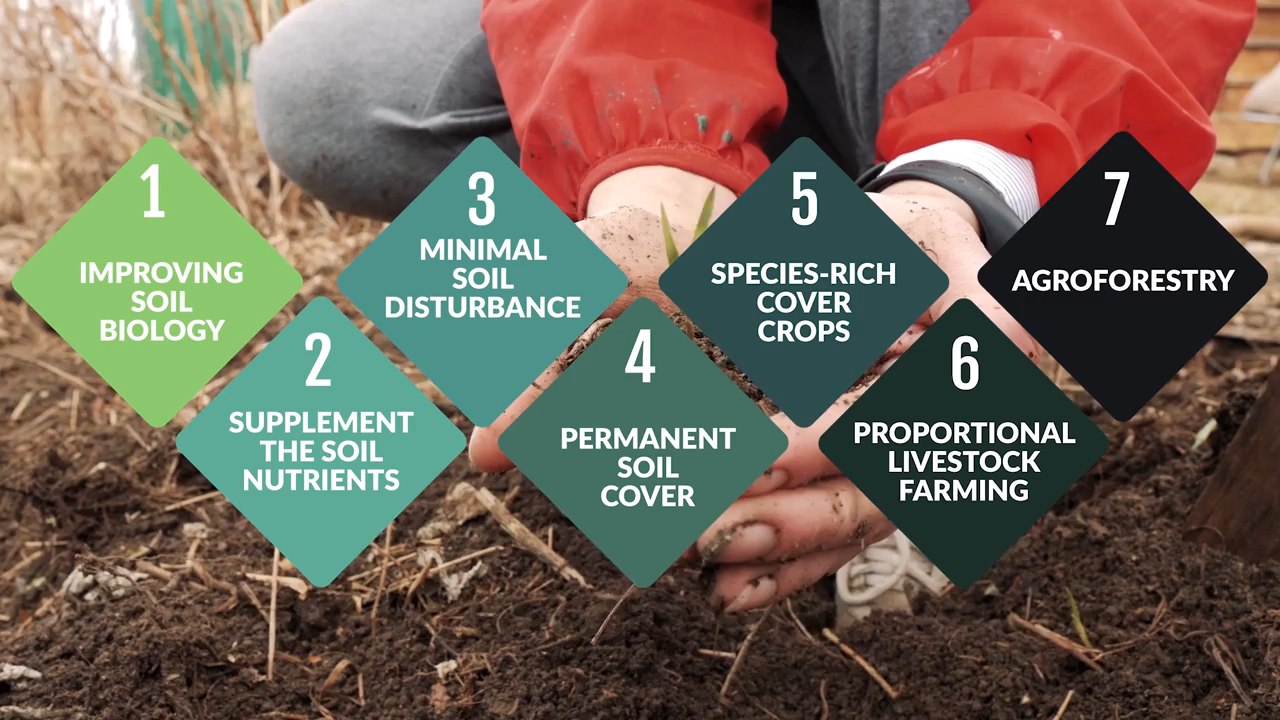 1
IMPROVING
SOIL
BIOLOGY
2
SUPPLEMENT
THE SOIL
NUTRIENTS
3
MINIMAL
SOIL
DISTURBANCE
4
PERMANENT
SOIL
COVER
5
SPECIES-RICH
COVER
CROPS
6
PROPORTIONAL
LIVESTOCK
FARMING
7
AGROFORESTRY